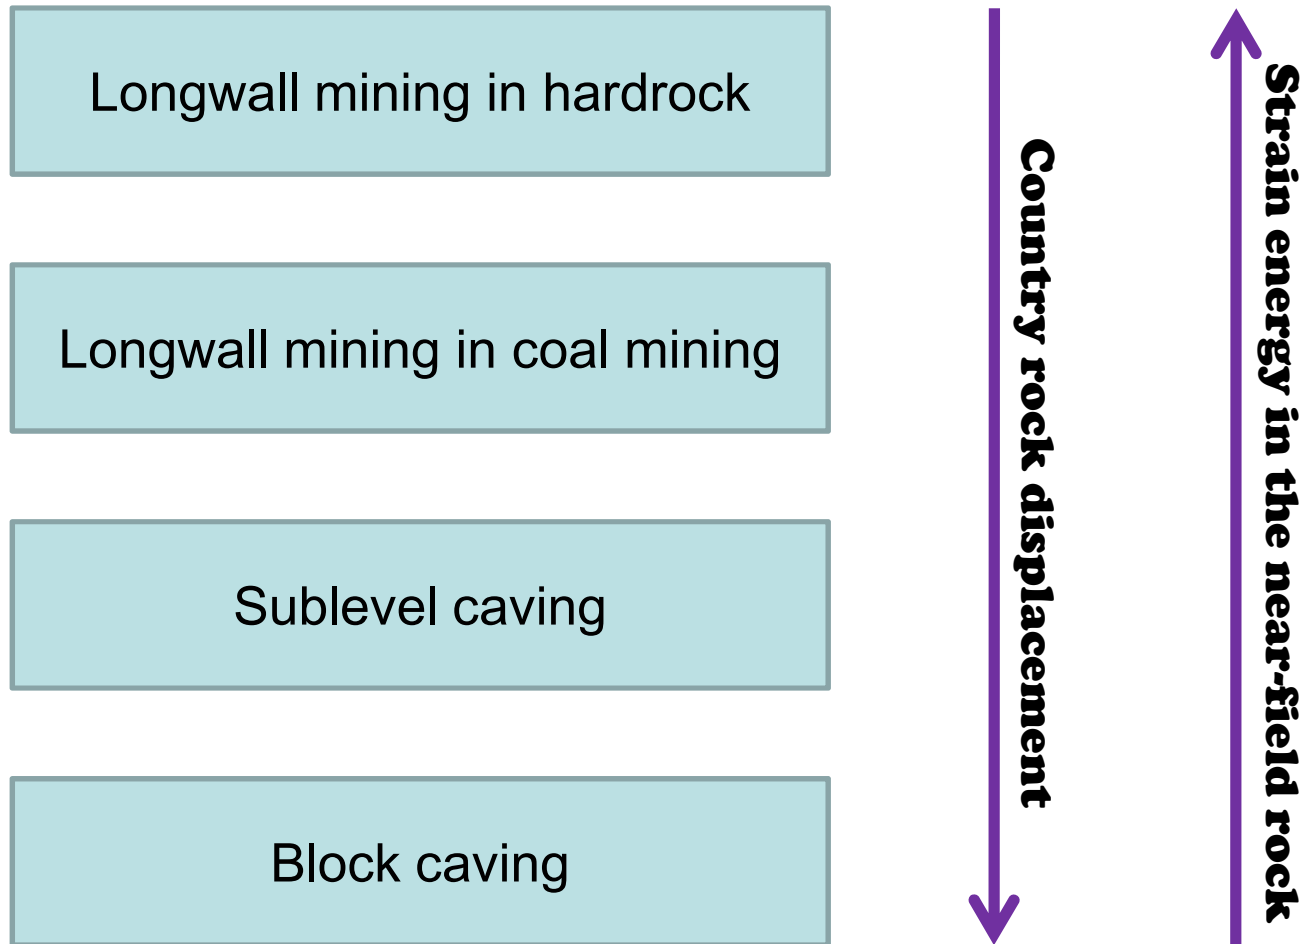 Longwall mining in hardrock
Longwall mining in coal mining
Sublevel caving
Block caving
Country rock displacement
Strain energy in the near-field rock